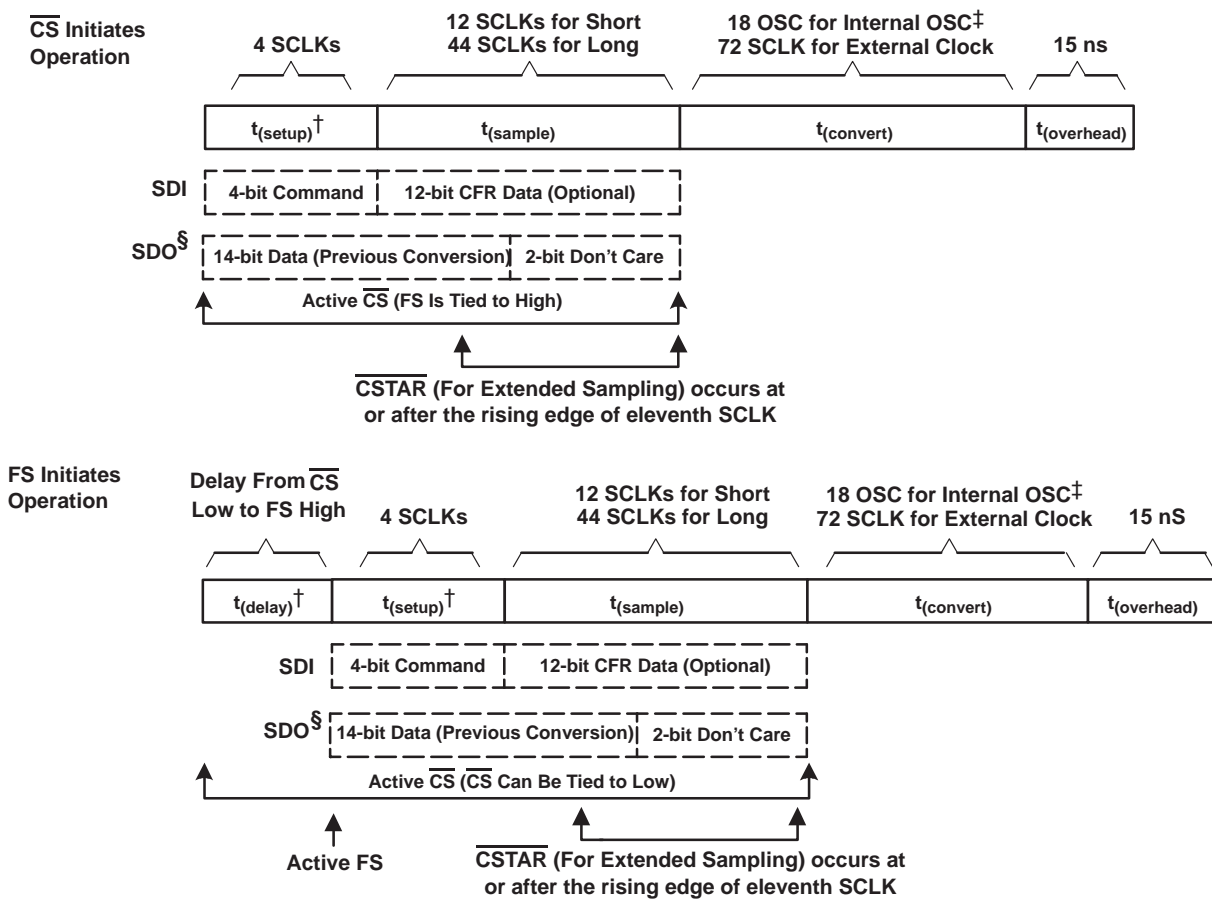 CS Initiates
Operation
4 SCLKs
12 SCLKs for Short
44 SCLKs for Long
18 OSC for Internal OSC‡
72 SCLK for External Clock
15 ns
t(setup)†
t(sample)
t(convert)
t(overhead)
SDI
4-bit Command
12-bit CFR Data (Optional)
SDO§
14-bit Data (Previous Conversion)
2-bit Don't Care
Active CS (FS Is Tied to High)
CSTAR (For Extended Sampling) occurs at
or after the rising edge of eleventh SCLK
FS Initiates
Operation
Delay From CS
Low to FS High
4 SCLKs
12 SCLKs for Short
44 SCLKs for Long
18 OSC for Internal OSC‡
72 SCLK for External Clock
15 nS
t(delay)†
t(setup)†
t(sample)
t(convert)
t(overhead)
SDI
4-bit Command
12-bit CFR Data (Optional)
SDO§
14-bit Data (Previous Conversion)
2-bit Don't Care
Active CS (CS Can Be Tied to Low)
Active FS
CSTAR (For Extended Sampling) occurs at
or after the rising edge of eleventh SCLK